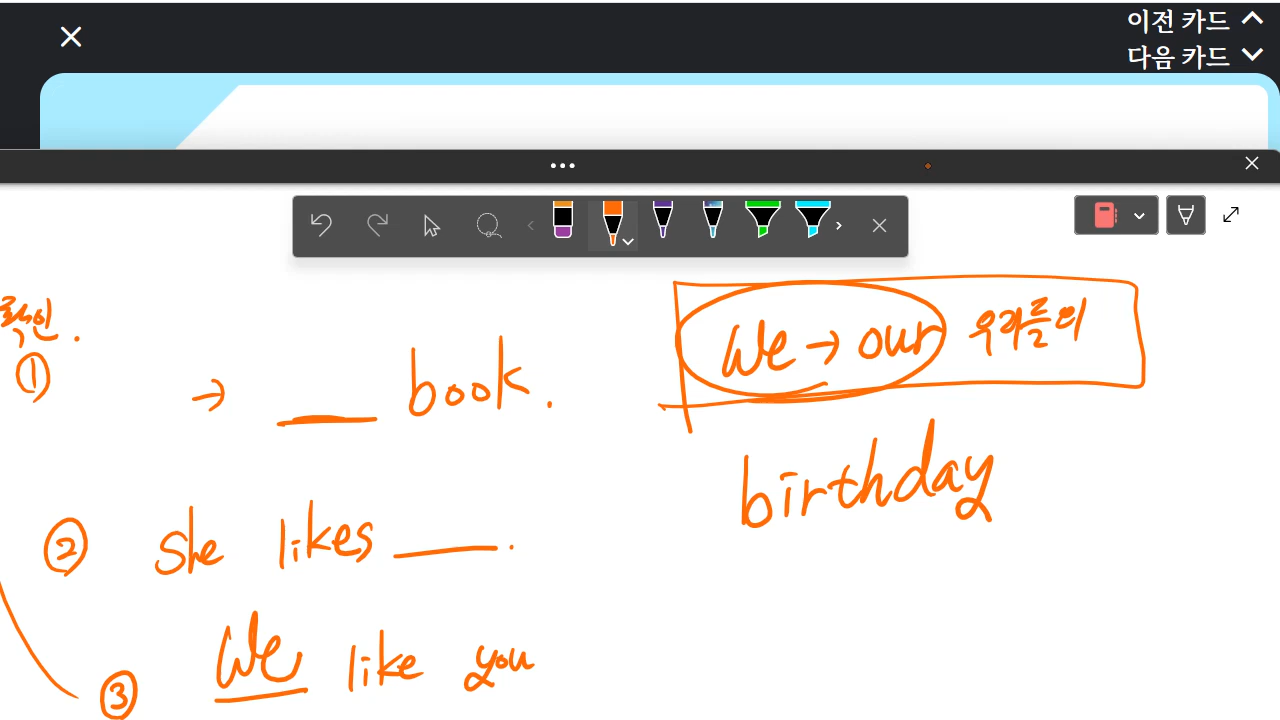 이전 카드
다음 카드
확인.
①
→ __ book.
We → our 우리들의
birthday
② She likes ___.
③ We like you